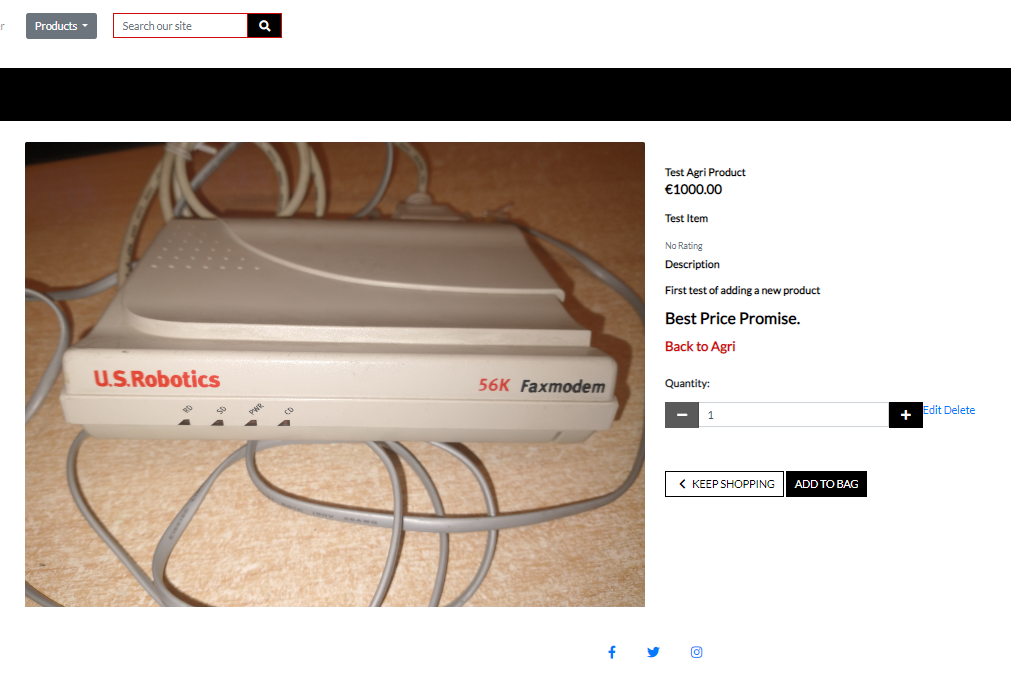 r
Products
Search our site
Test Agri Product
€1000.00
Test Item
No Rating
Description
First test of adding a new product
Best Price Promise.
Back to Agri
Quantity:
1
Edit Delete
KEEP SHOPPING ADD TO BAG
U.S.Robotics 56K Faxmodem
RD SD PWR CD